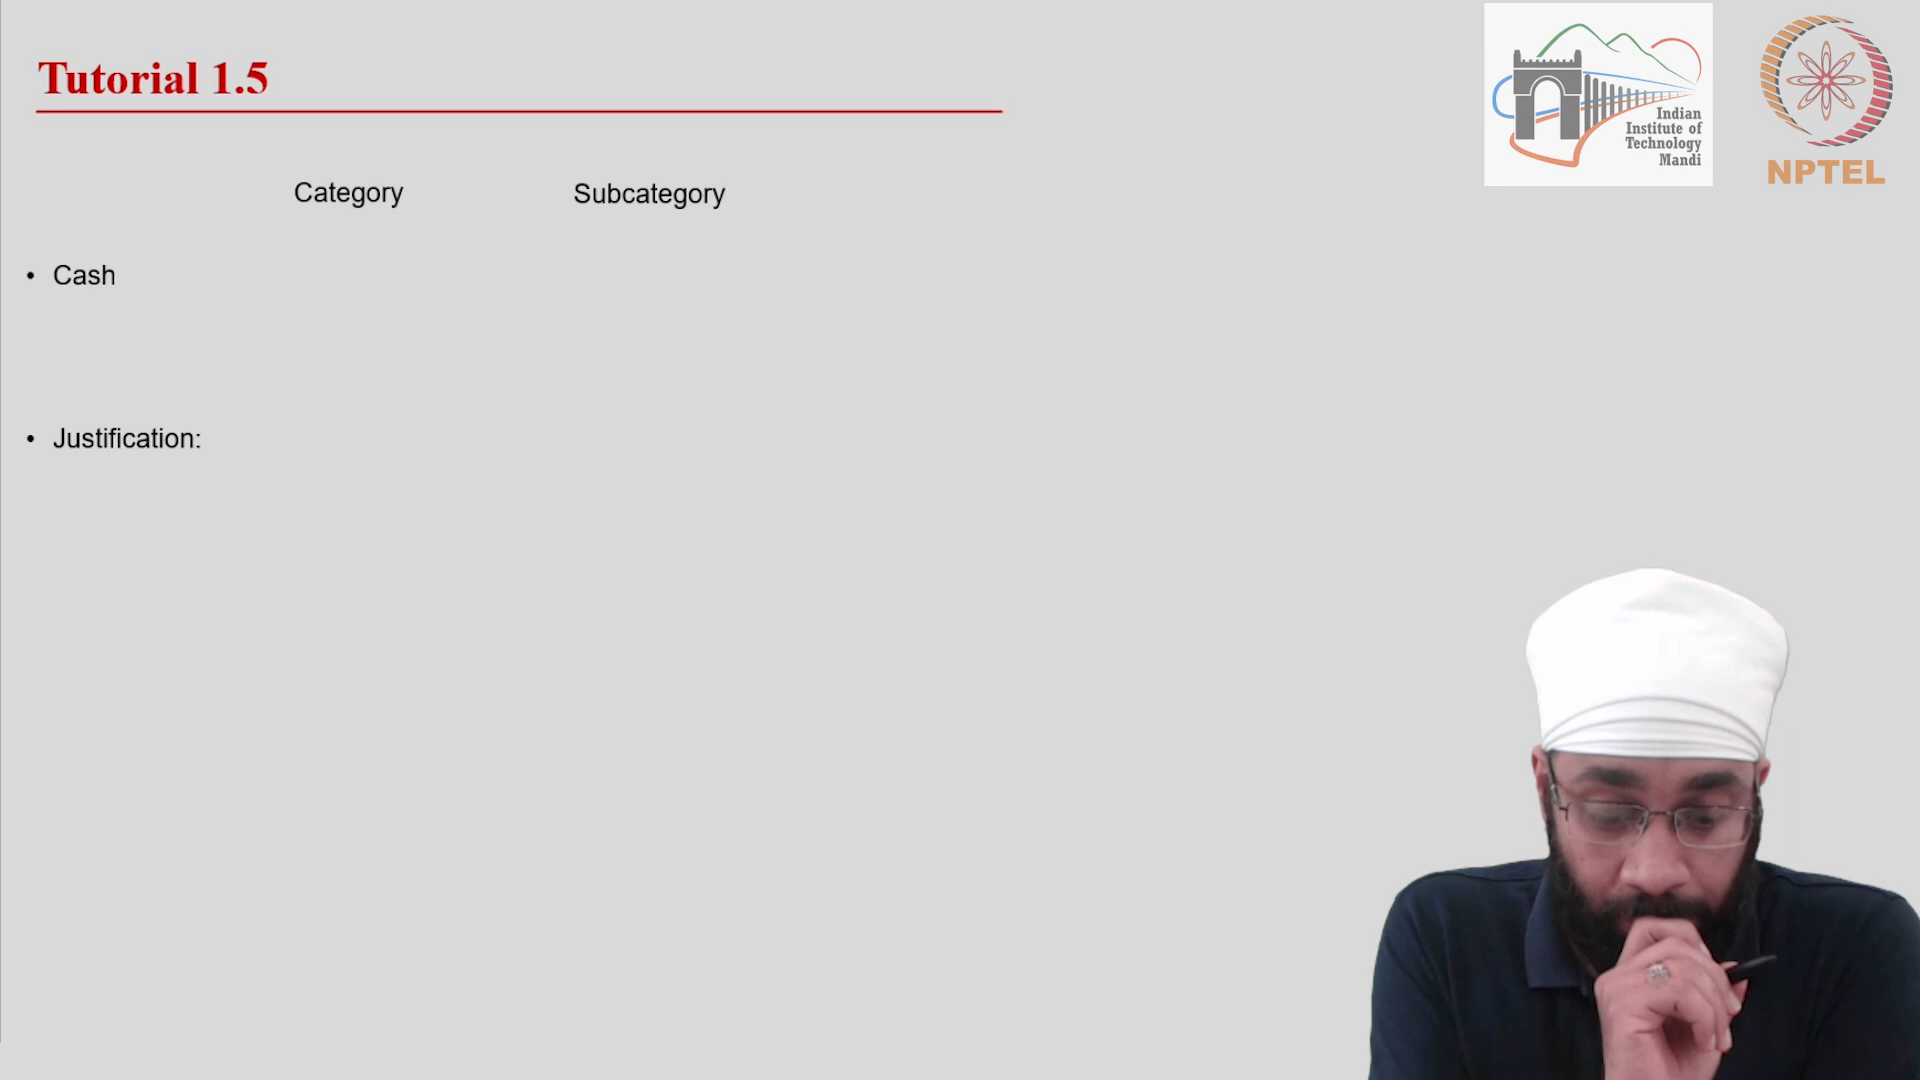 Tutorial 1.5
Indian
Institute of
Technology
Mandi
NPTEL
Category Subcategory
• Cash
• Justification: